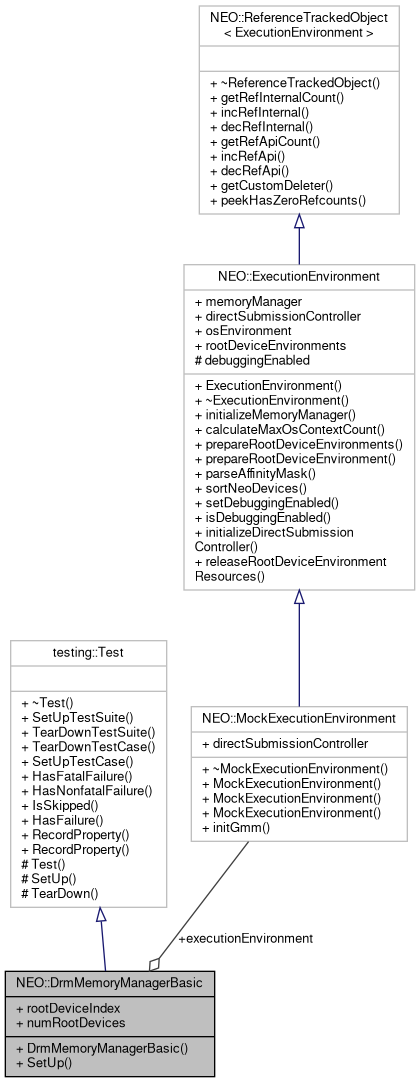 NEO::ReferenceTrackedObject
< ExecutionEnvironment >
+ ~ReferenceTrackedObject()
+ getRefInternalCount()
+ incRefInternal()
+ decRefInternal()
+ getRefApiCount()
+ incRefApi()
+ decRefApi()
+ getCustomDeleter()
+ peekHasZeroRefcounts()
NEO::ExecutionEnvironment
+ memoryManager
+ directSubmissionController
+ osEnvironment
+ rootDeviceEnvironments
# debuggingEnabled
+ ExecutionEnvironment()
+ ~ExecutionEnvironment()
+ initializeMemoryManager()
+ calculateMaxOsContextCount()
+ prepareRootDeviceEnvironments()
+ prepareRootDeviceEnvironment()
+ parseAffinityMask()
+ sortNeoDevices()
+ setDebuggingEnabled()
+ isDebuggingEnabled()
+ initializeDirectSubmission
Controller()
+ releaseRootDeviceEnvironment
Resources()
testing::Test
+ ~Test()
+ SetUpTestSuite()
+ TearDownTestSuite()
+ TearDownTestCase()
+ SetUpTestCase()
+ HasFatalFailure()
+ HasNonfatalFailure()
+ IsSkipped()
+ HasFailure()
+ RecordProperty()
+ RecordProperty()
# Test()
# SetUp()
# TearDown()
NEO::MockExecutionEnvironment
+ directSubmissionController
+ ~MockExecutionEnvironment()
+ MockExecutionEnvironment()
+ MockExecutionEnvironment()
+ MockExecutionEnvironment()
+ initGmm()
+executionEnvironment
NEO::DrmMemoryManagerBasic
+ rootDeviceIndex
+ numRootDevices
+ DrmMemoryManagerBasic()
+ SetUp()